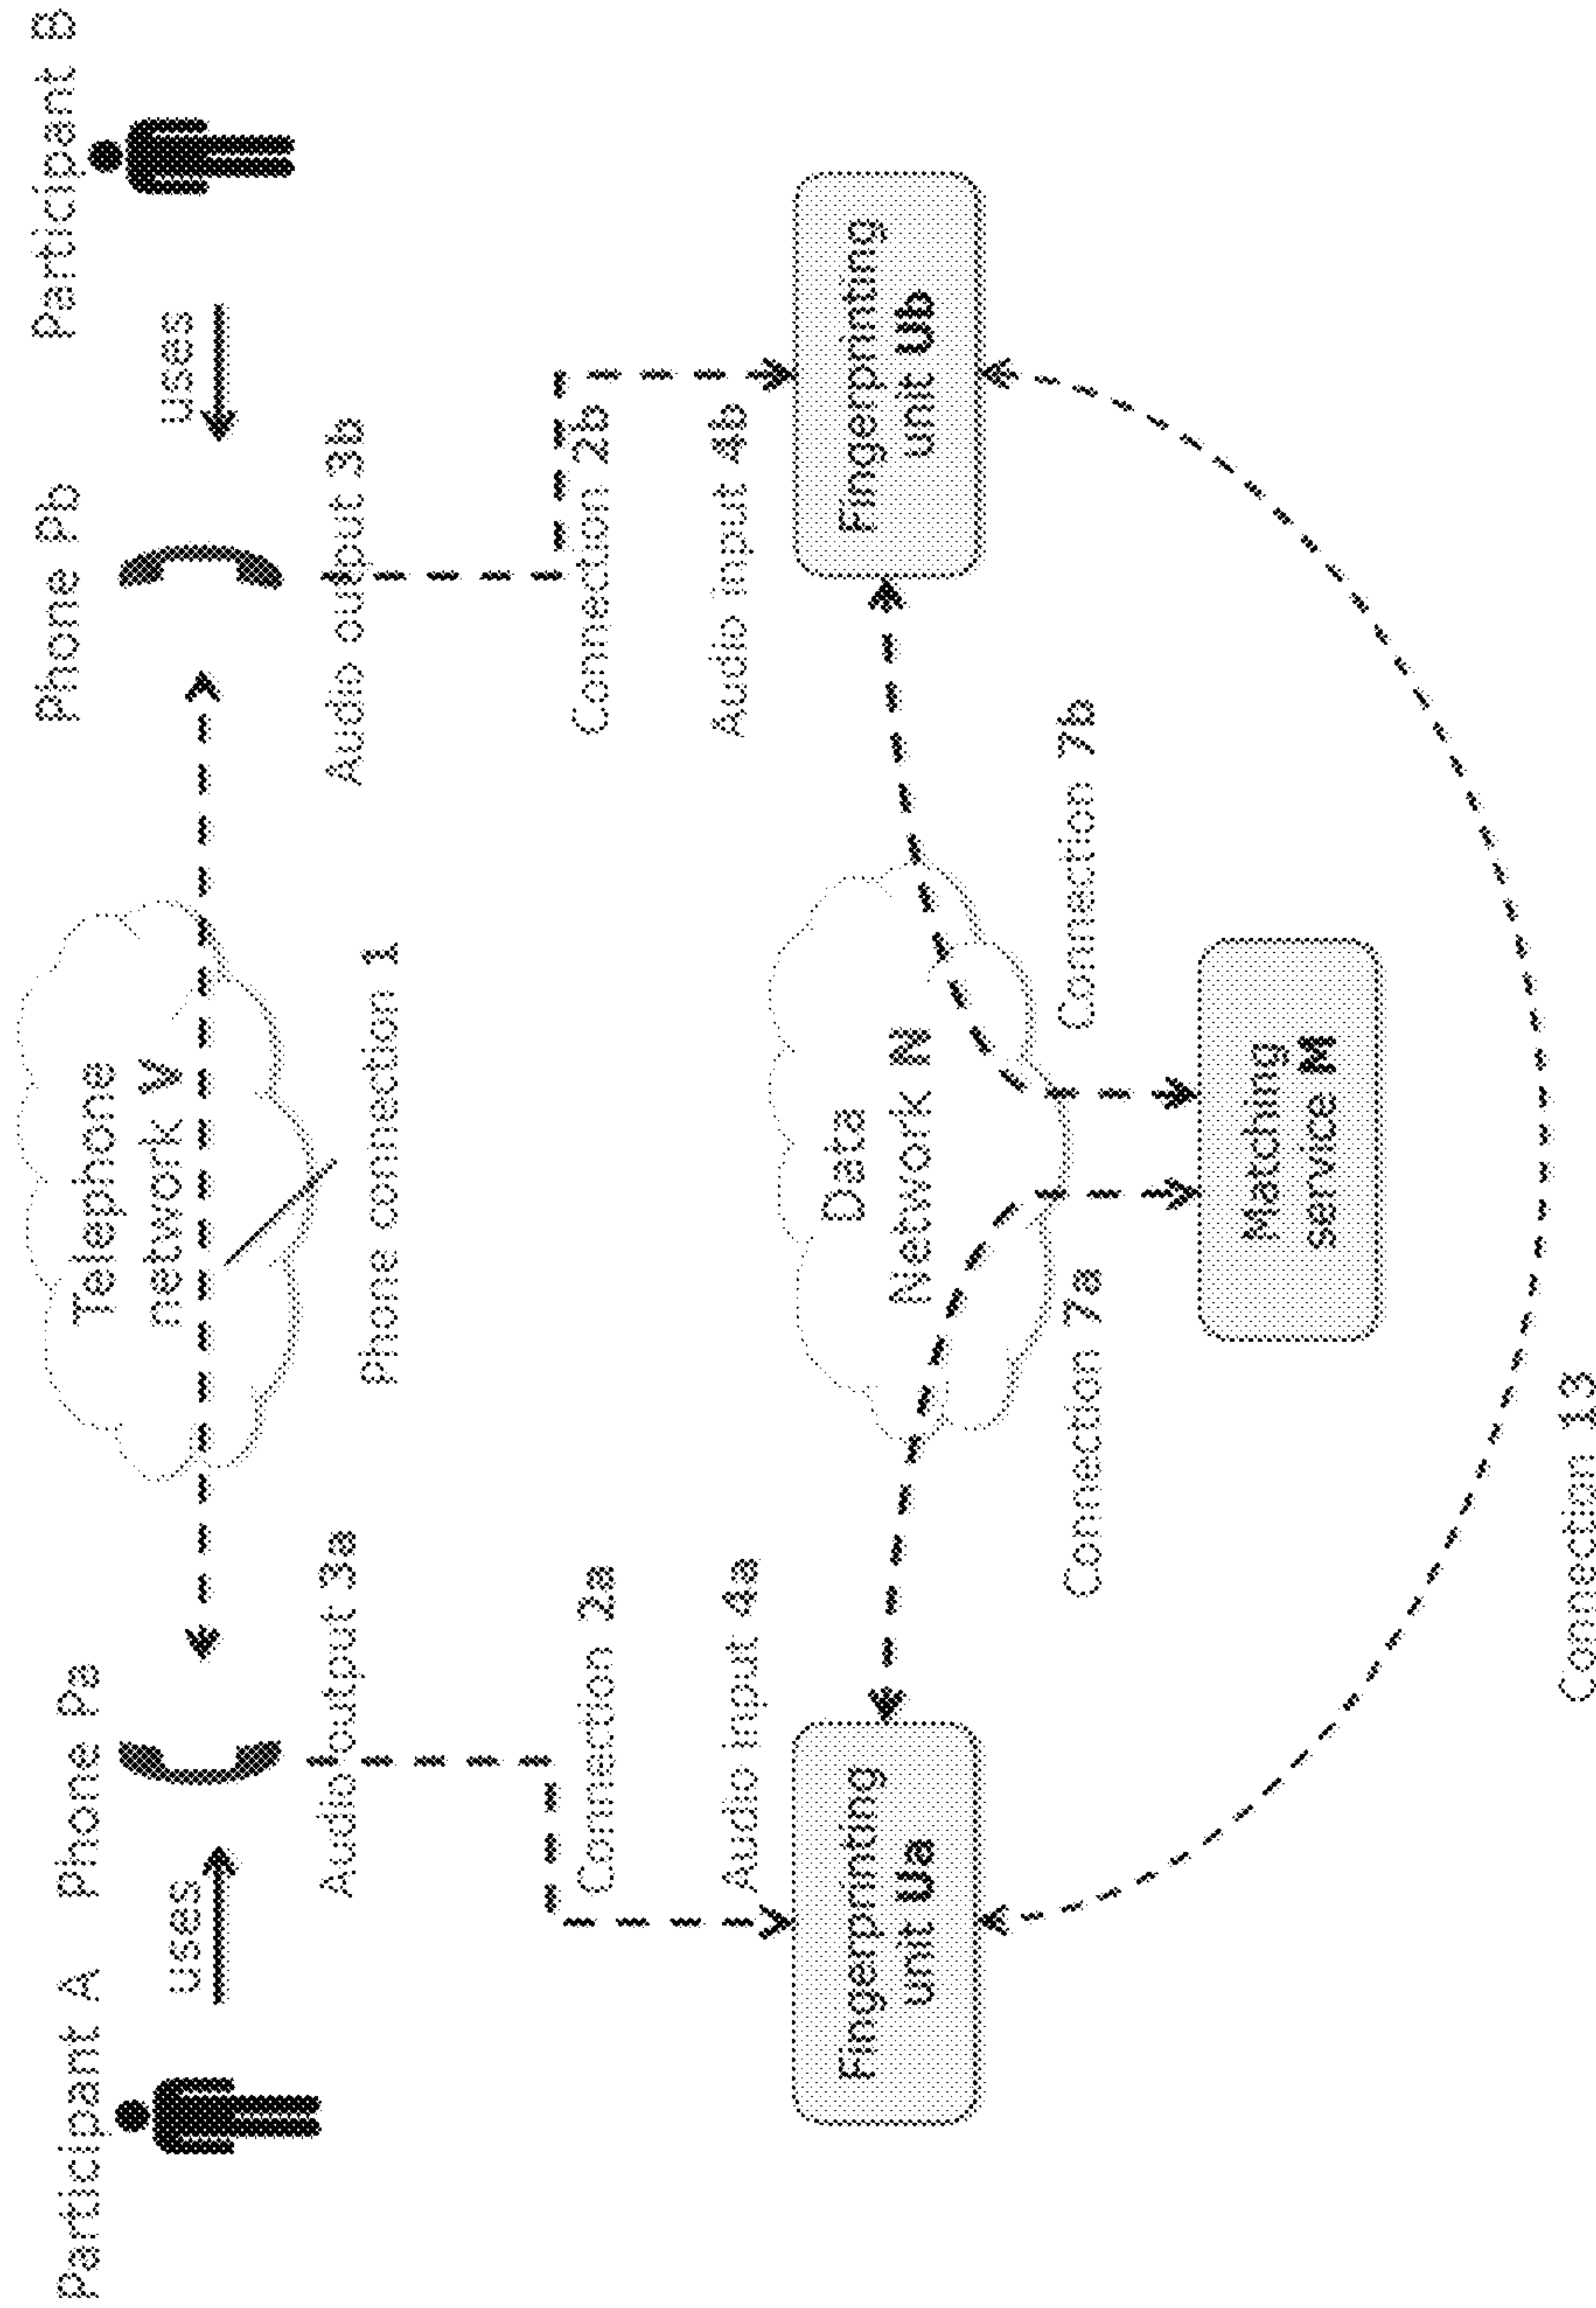 Participant A
Phone Pa
uses
Telephone
network V
Phone Pb
uses
Participant B
Audio output 3a
Phone connection 1
Audio output 3b
Connection 2a
Connection 2b
Audio input 4a
Audio input 4b
Fingerprinting
unit Ua
Data
Network N
Fingerprinting
unit Ub
Connection 7a
Connection 7b
Matching
service M
Connection 13